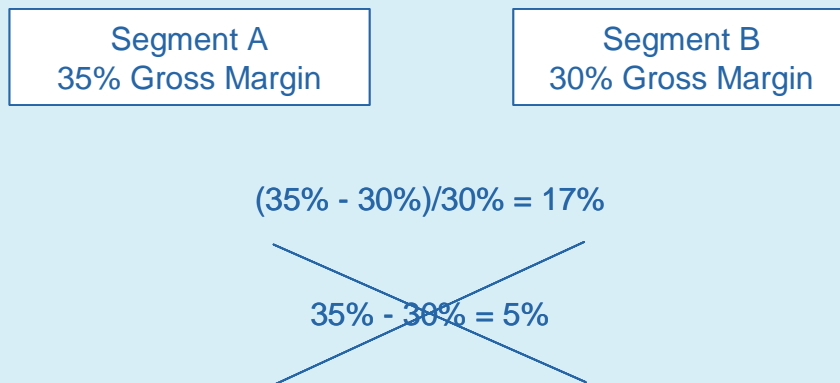 Segment A
35% Gross Margin
Segment B
30% Gross Margin
(35% - 30%)/30% = 17%
35% - 30% = 5%